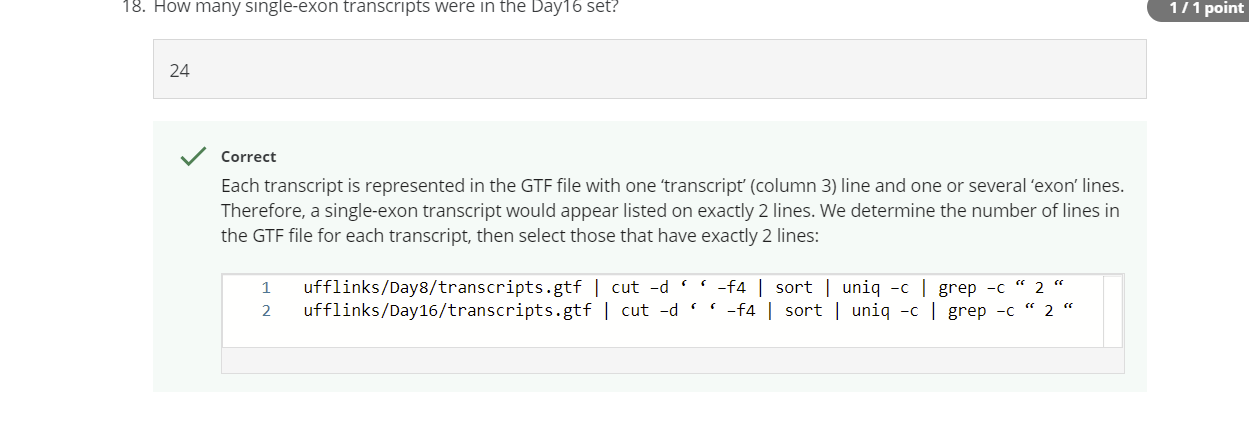 18. How many single-exon transcripts were in the Day16 set?
1 / 1 point
24
Correct
Each transcript is represented in the GTF file with one ‘transcript’ (column 3) line and one or several ‘exon’ lines.
Therefore, a single-exon transcript would appear listed on exactly 2 lines. We determine the number of lines in
the GTF file for each transcript, then select those that have exactly 2 lines:
1 ufflinks/Day8/transcripts.gtf | cut –d ‘ ‘ –f4 | sort | uniq –c | grep –c “ 2 “
2 ufflinks/Day16/transcripts.gtf | cut –d ‘ ‘ –f4 | sort | uniq –c | grep –c “ 2 “